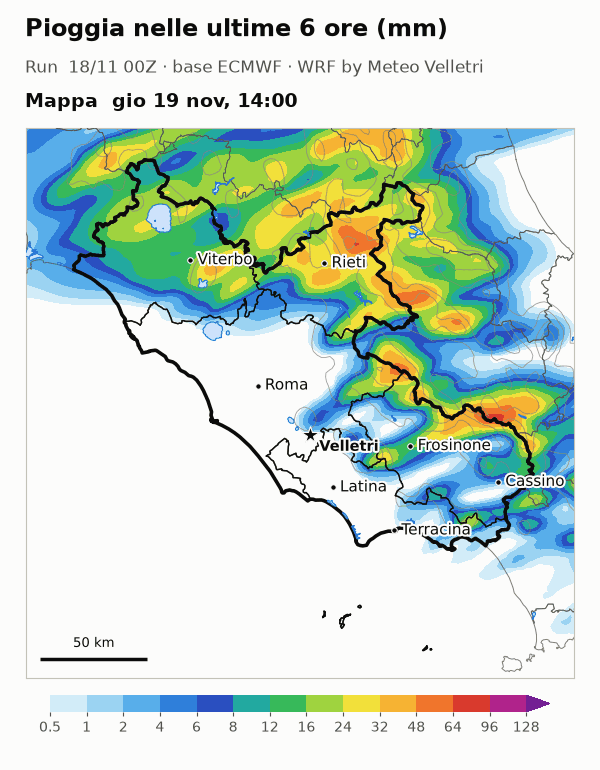 Pioggia nelle ultime 6 ore (mm)
Run  18/11 00Z · base ECMWF · WRF by Meteo Velletri
Mappa  gio 19 nov, 14:00
Viterbo
Rieti
Roma
Velletri
Frosinone
Cassino
Latina
Terracina
50 km
0.5 1 2 4 6 8 12 16 24 32 48 64 96 128